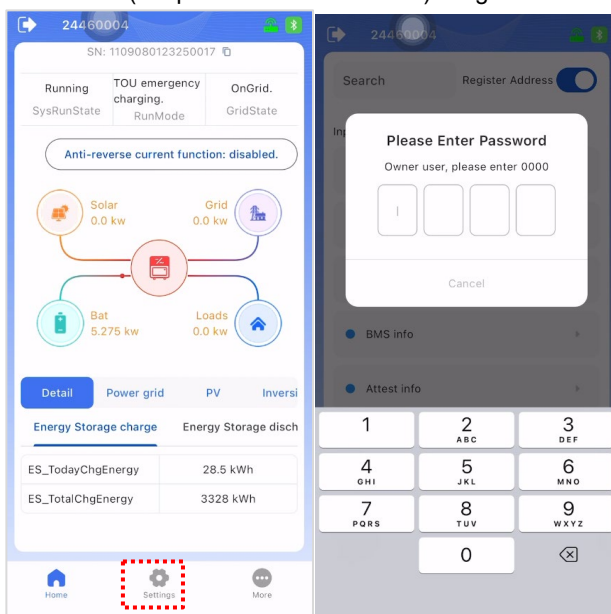 24460004
SN: 1109080123250017
Running
SysRunState
TOU emergency
charging.
RunMode
OnGrid.
GridState
Anti-reverse current function: disabled.
Solar
0.0 kw
Grid
0.0 kw
Bat
5.275 kw
Loads
0.0 kw
Detail Power grid PV Inversi
Energy Storage charge Energy Storage disch
ES_TodayChgEnergy 28.5 kWh
ES_TotalChgEnergy 3328 kWh
Home Settings More
24460004
Search Register Address
Please Enter Password
Owner user, please enter 0000
Cancel
BMS info
Attest info
1 2 3
ABC DEF
4 5 6
GHI JKL MNO
7 8 9
PQRS TUV WXYZ
0